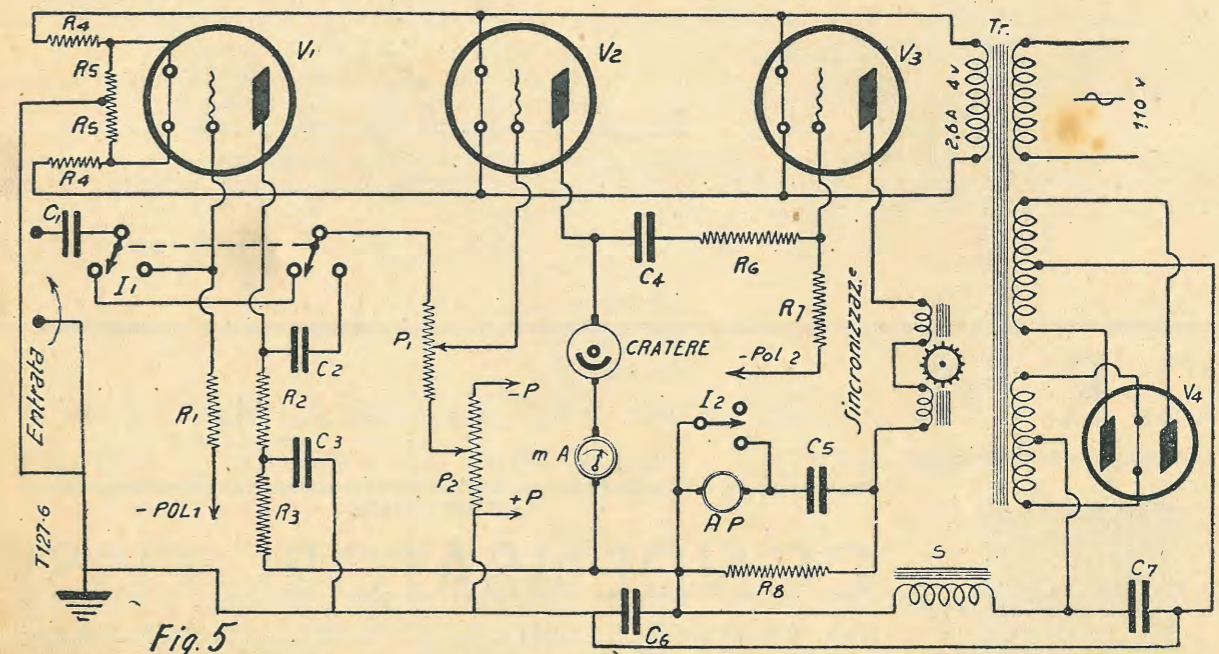 R4
R5
R5
R4
V1
V2
V3
2,6A 4v
Tr.
110 v
C1
I1
Entrata
T127-6
R1
-POL1
C2
R2
C3
R3
P1
P2
-P
+P
CRATERE
mA
C4
R6
R7
-Pol 2
Sincronizzaz.e
I2
AP
C5
R8
C6
S
C7
V4
Fig. 5